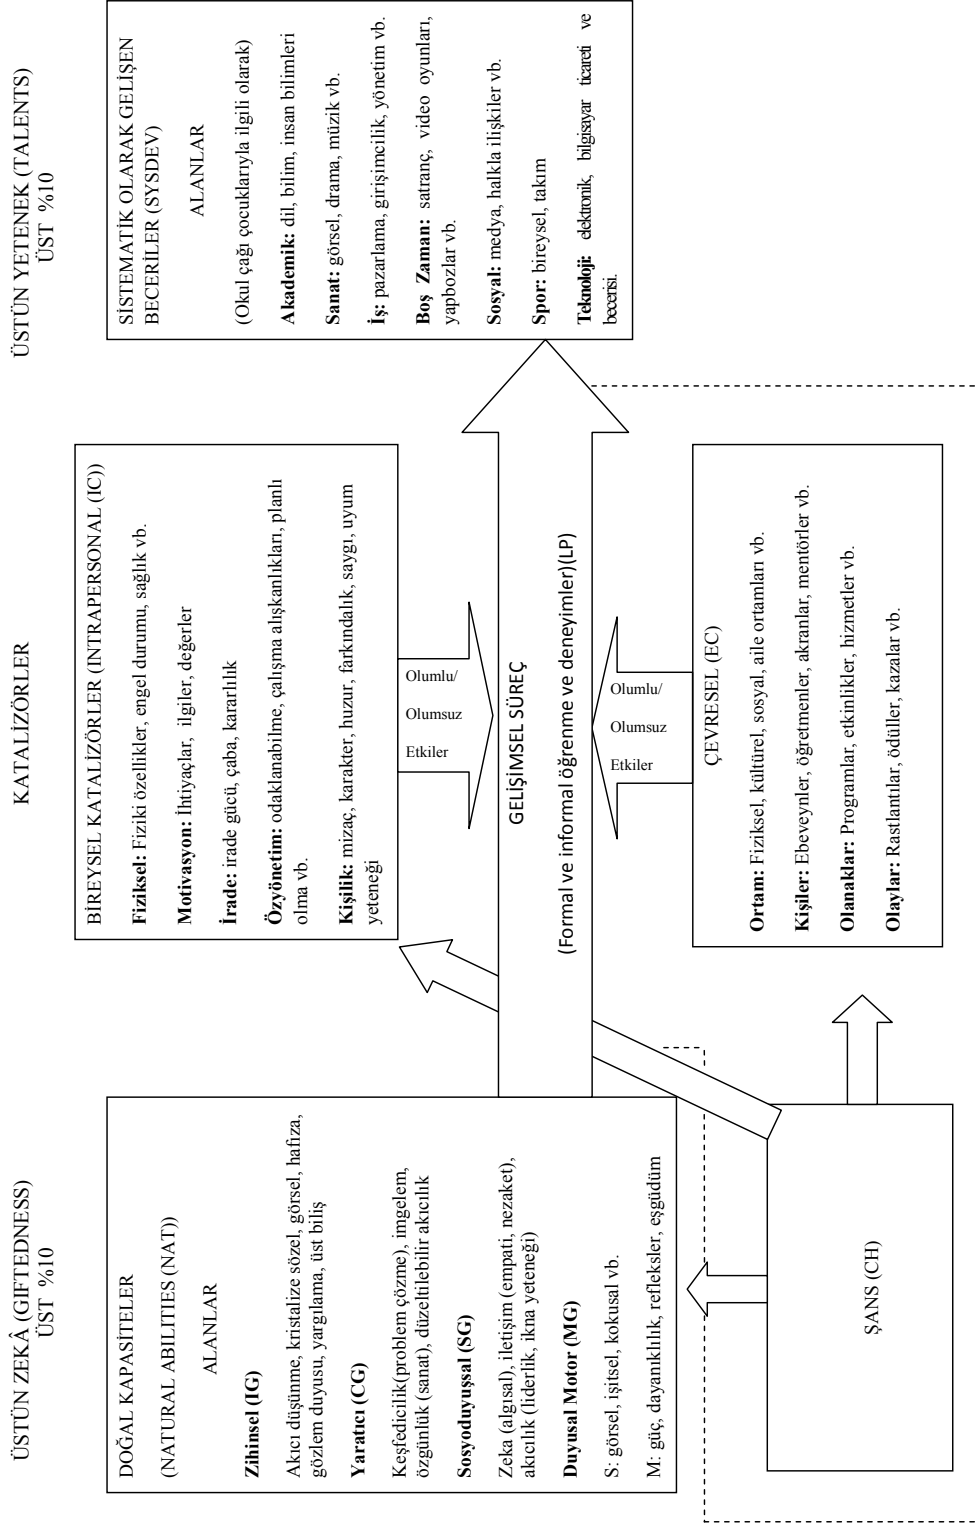 ÜSTÜN ZEKÂ (GIFTEDNESS)
ÜST %10
DOĞAL KAPASİTELER
(NATURAL ABILITIES (NAT))
ALANLAR
Zihinsel (IG)
Akıcı düşünme, kristalize sözel, görsel, hafıza,
gözlem duyusu, yargılama, üst biliş
Yaratıcı (CG)
Keşfedicilik(problem çözme), imgelem,
özgünlük (sanat), düzeltilebilir akıcılık
Sosyoduyuşsal (SG)
Zeka (algısal), iletişim (empati, nezaket),
akıcılık (liderlik, ikna yeteneği)
Duyusal Motor (MG)
S: görsel, işitsel, kokusal vb.
M: güç, dayanıklılık, refleksler, eşgüdüm
ŞANS (CH)
KATALİZÖRLER
BİREYSEL KATALİZÖRLER (INTRAPERSONAL (IC))
Fiziksel: Fiziki özellikler, engel durumu, sağlık vb.
Motivasyon: İhtiyaçlar, ilgiler, değerler
İrade: irade gücü, çaba, kararlılık
Özyönetim: odaklanabilme, çalışma alışkanlıkları, planlı
olma vb.
Kişilik: mizaç, karakter, huzur, farkındalık, saygı, uyum
yeteneği
Olumlu/
Olumsuz
Etkiler
GELİŞİMSEL SÜREÇ
(Formal ve informal öğrenme ve deneyimler)(LP)
Olumlu/
Olumsuz
Etkiler
ÇEVRESEL (EC)
Ortam: Fiziksel, kültürel, sosyal, aile ortamları vb.
Kişiler: Ebeveynler, öğretmenler, akranlar, mentörler vb.
Olanaklar: Programlar, etkinlikler, hizmetler vb.
Olaylar: Rastlantılar, ödüller, kazalar vb.
ÜSTÜN YETENEK (TALENTS)
ÜST %10
SİSTEMATİK OLARAK GELİŞEN
BECERİLER (SYSDEV)
ALANLAR
(Okul çağı çocuklarıyla ilgili olarak)
Akademik: dil, bilim, insan bilimleri
Sanat: görsel, drama, müzik vb.
İş: pazarlama, girişimcilik, yönetim vb.
Boş Zaman: satranç, video oyunları,
yapbozlar vb.
Sosyal: medya, halkla ilişkiler vb.
Spor: bireysel, takım
Teknoloji: elektronik, bilgisayar ticareti ve
becerisi.